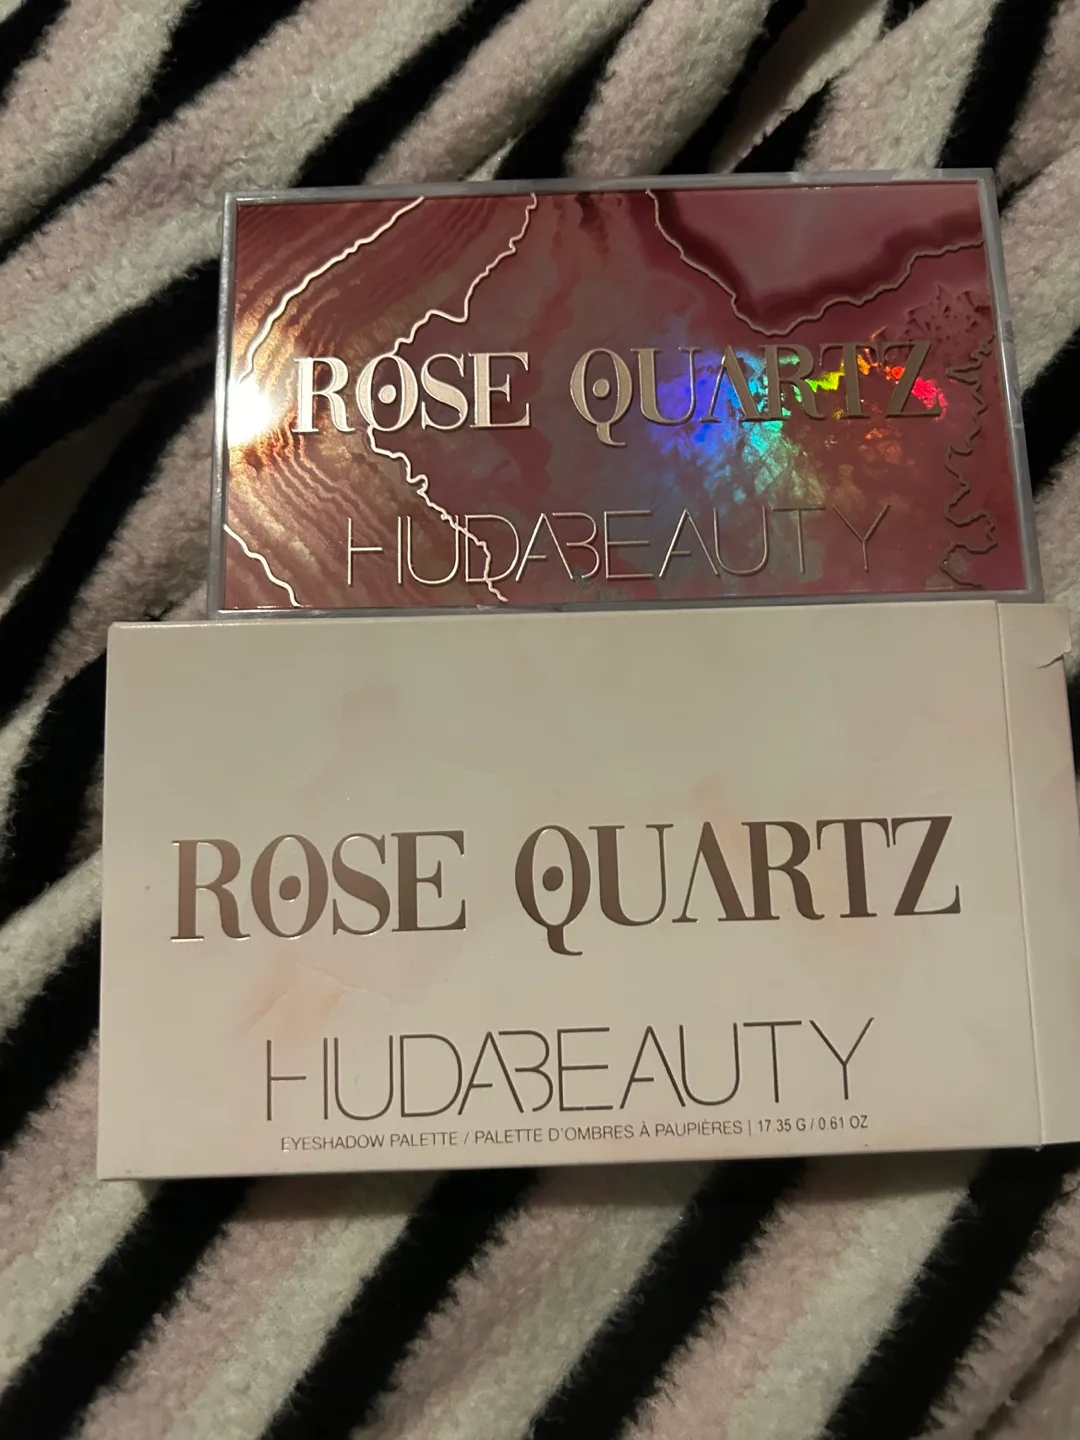 ROSE QUARTZ
HUDABEAUTY
ROSE QUARTZ
HUDABEAUTY
EYESHADOW PALETTE / PALETTE D'OMBRES À PAUPIÈRES | 17.35 G / 0.61 OZ